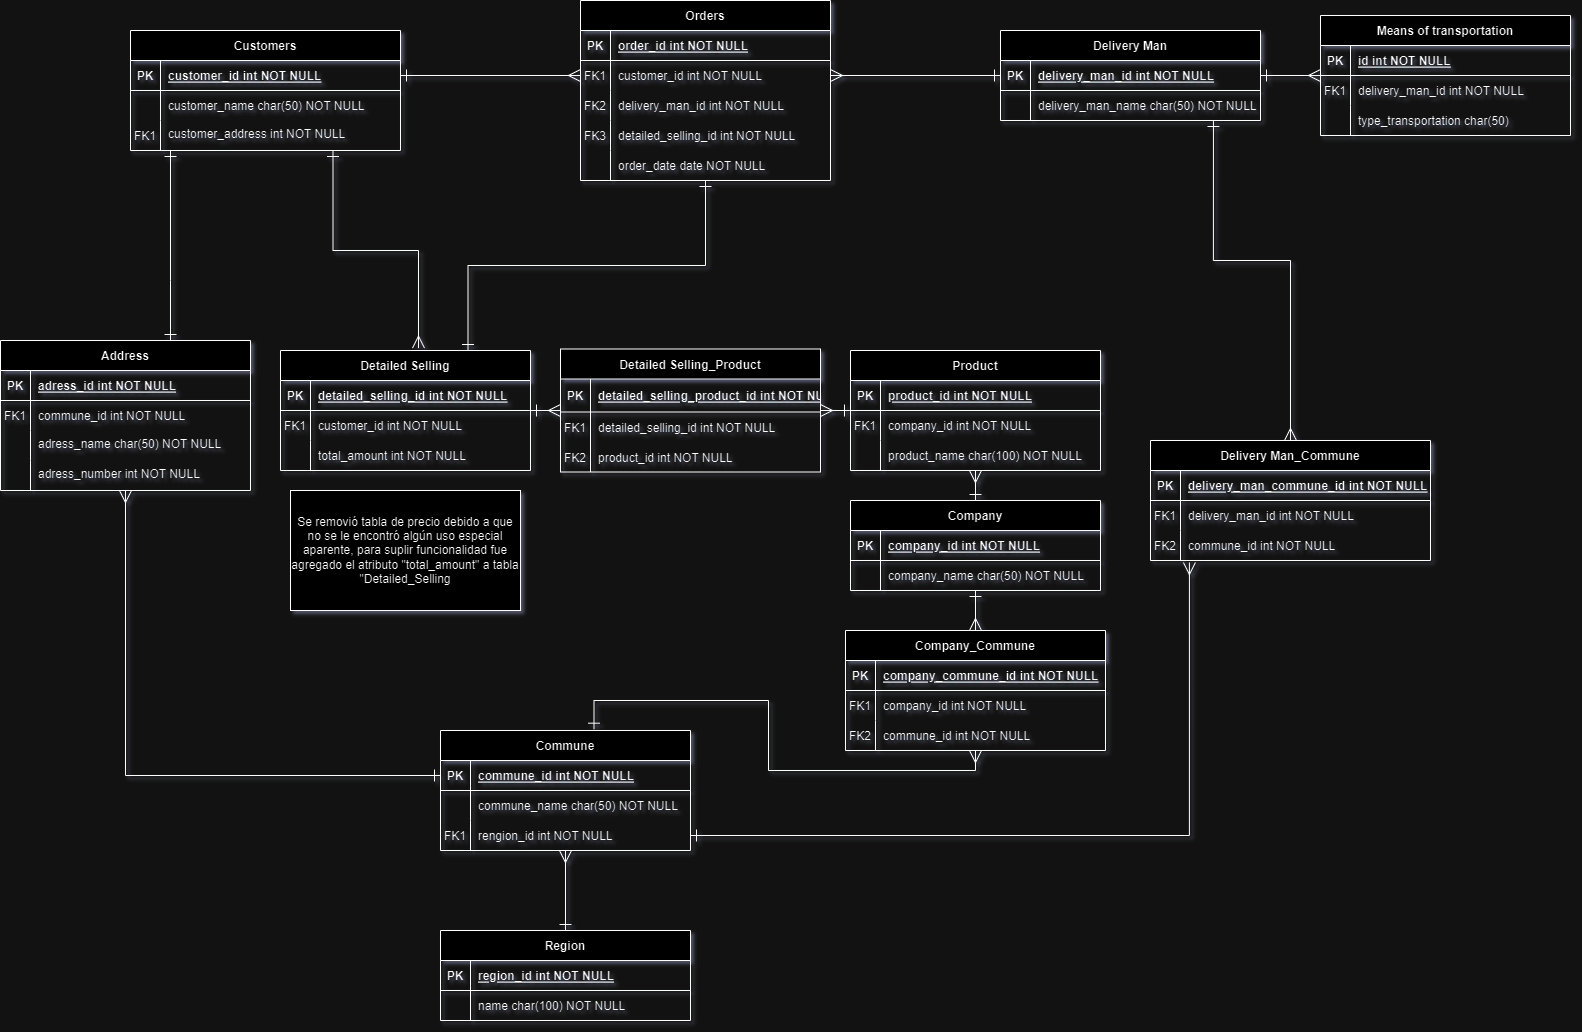 Customers
PK customer_id int NOT NULL
customer_name char(50) NOT NULL
FK1 customer_address int NOT NULL
Orders
PK order_id int NOT NULL
FK1 customer_id int NOT NULL
FK2 delivery_man_id int NOT NULL
FK3 detailed_selling_id int NOT NULL
order_date date NOT NULL
Delivery Man
PK delivery_man_id int NOT NULL
delivery_man_name char(50) NOT NULL
Means of transportation
PK id int NOT NULL
FK1 delivery_man_id int NOT NULL
type_transportation char(50)
Address
PK adress_id int NOT NULL
FK1 commune_id int NOT NULL
adress_name char(50) NOT NULL
adress_number int NOT NULL
Detailed Selling
PK detailed_selling_id int NOT NULL
FK1 customer_id int NOT NULL
total_amount int NOT NULL
Detailed Selling_Product
PK detailed_selling_product_id int NOT NU
FK1 detailed_selling_id int NOT NULL
FK2 product_id int NOT NULL
Product
PK product_id int NOT NULL
FK1 company_id int NOT NULL
product_name char(100) NOT NULL
Se removió tabla de precio debido a que
no se le encontró algún uso especial
aparente, para suplir funcionalidad fue
agregado el atributo "total_amount" a tabla
"Detailed_Selling
Company
PK company_id int NOT NULL
company_name char(50) NOT NULL
Delivery Man_Commune
PK delivery_man_commune_id int NOT NULL
FK1 delivery_man_id int NOT NULL
FK2 commune_id int NOT NULL
Company_Commune
PK company_commune_id int NOT NULL
FK1 company_id int NOT NULL
FK2 commune_id int NOT NULL
Commune
PK commune_id int NOT NULL
commune_name char(50) NOT NULL
FK1 rengion_id int NOT NULL
Region
PK region_id int NOT NULL
name char(100) NOT NULL